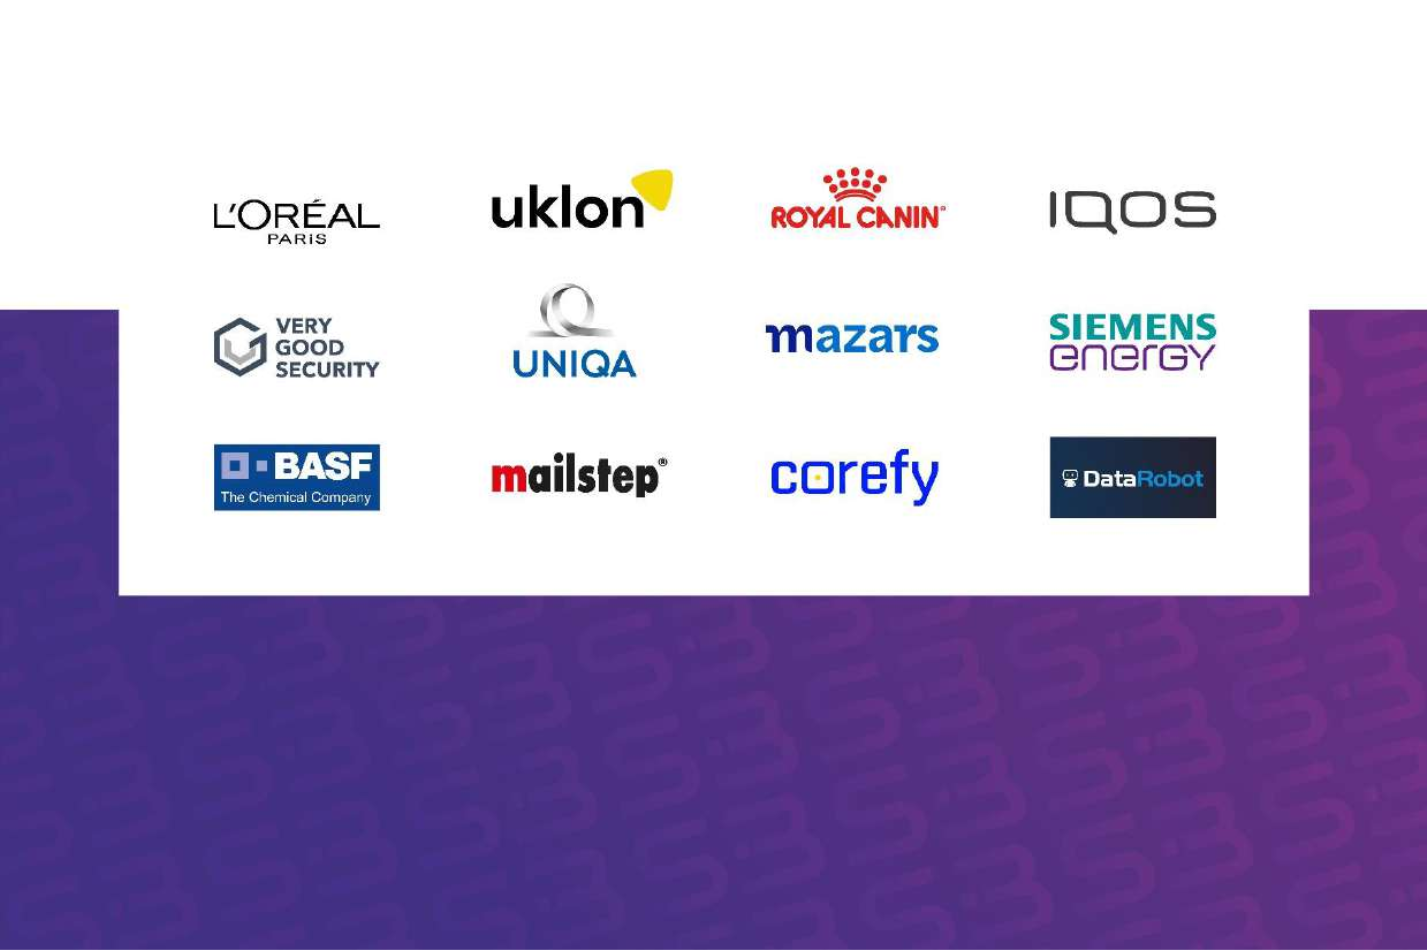 L'ORÉAL
PARIS
uklon
ROYAL CANIN®
IQOS
VERY
GOOD
SECURITY
UNIQA
mazars
SIEMENS
energy
BASF
The Chemical Company
mailstep®
corefy
DataRobot